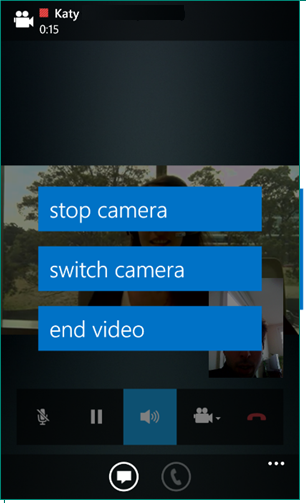 Katy
0:15
stop camera
switch camera
end video